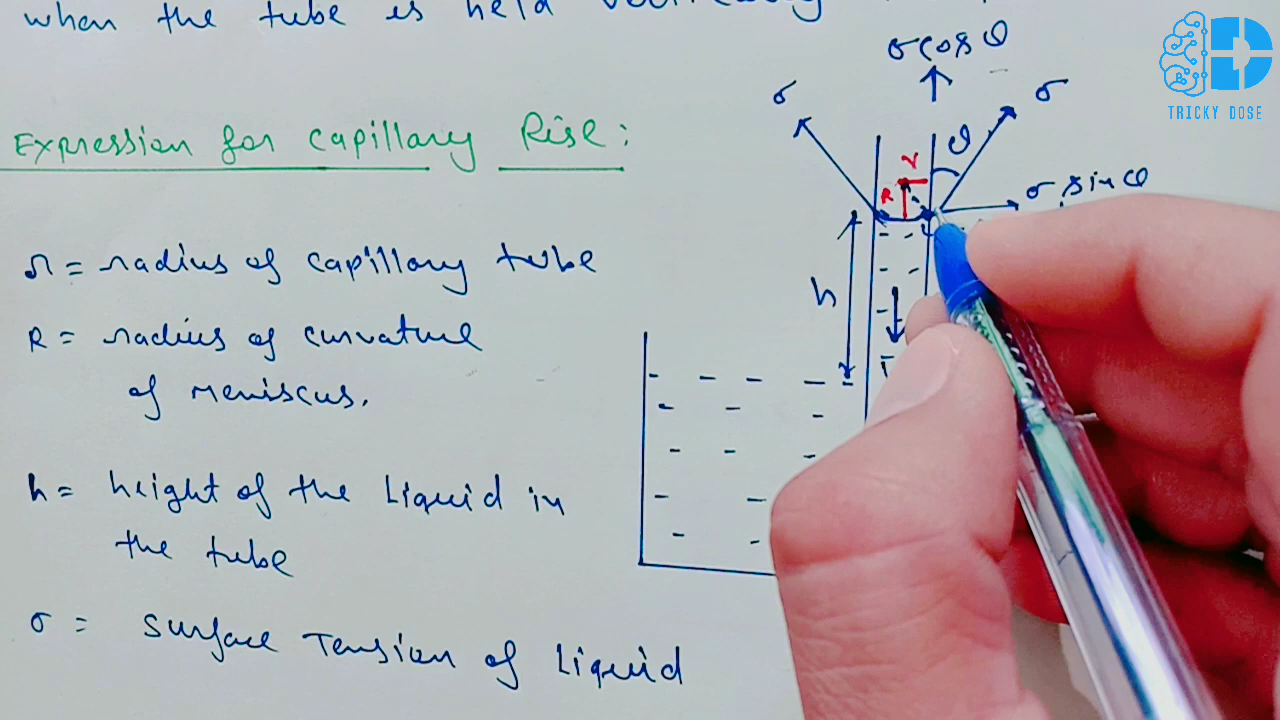 when the tube is held
Expression for Capillary Rise:
r = radius of capillary tube
R = radius of curvature
of meniscus.
h = height of the Liquid in
the tube
σ = Surface Tension of Liquid
σ cos θ
σ
σ
θ
r
R
σ sin θ
h
TRICKY DOSE